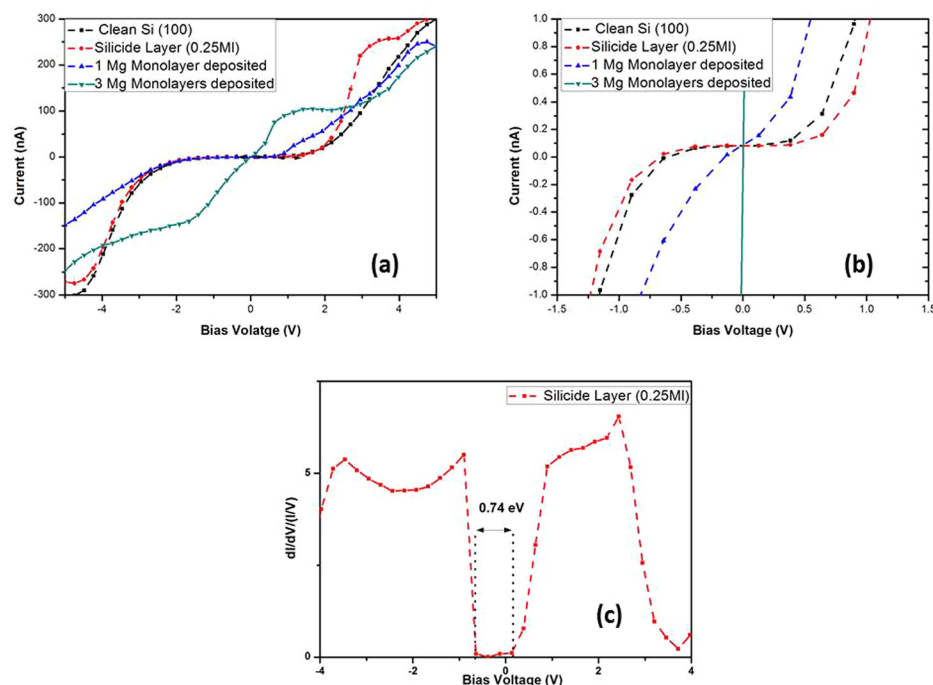 Clean Si (100)
Silicide Layer (0.25Ml)
1 Mg Monolayer deposited
3 Mg Monolayers deposited
300
200
100
0
-100
-200
-300
Current (nA)
-4
-2
0
2
4
Bias Volatge (V)
(a)
Clean Si (100)
Silicide Layer (0.25Ml)
1 Mg Monolayer deposited
3 Mg Monolayers deposited
1.0
0.8
0.6
0.4
0.2
0.0
-0.2
-0.4
-0.6
-0.8
-1.0
Current (nA)
-1.5
-1.0
-0.5
0.0
0.5
1.0
1.5
Bias Voltage (V)
(b)
Silicide Layer (0.25Ml)
0.74 eV
5
0
dI/dV/(I/V)
-4
-2
0
2
4
Bias Voltage (V)
(c)